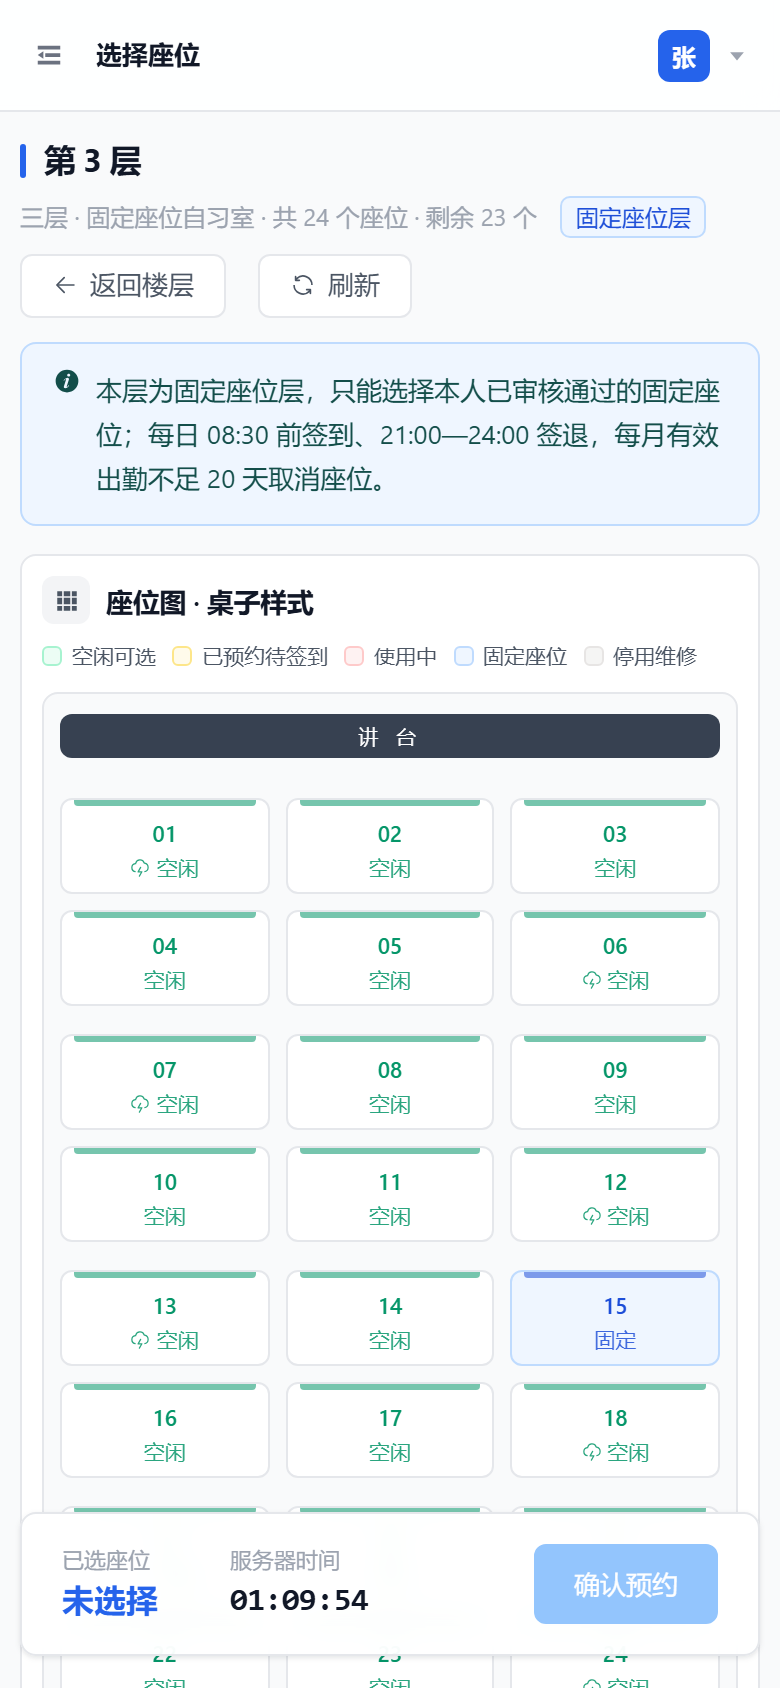 选择座位
张
第 3 层
三层 · 固定座位自习室 · 共 24 个座位 · 剩余 23 个
固定座位层
返回楼层
刷新
本层为固定座位层，只能选择本人已审核通过的固定座
位；每日 08:30 前签到、21:00—24:00 签退，每月有效
出勤不足 20 天取消座位。
座位图 · 桌子样式
空闲可选 已预约待签到 使用中 固定座位 停用维修
讲 台
01 02 03
空闲 空闲 空闲
04 05 06
空闲 空闲 空闲
07 08 09
空闲 空闲 空闲
10 11 12
空闲 空闲 空闲
13 14 15
空闲 空闲 固定
16 17 18
空闲 空闲 空闲
已选座位 服务器时间
未选择 01:09:54
确认预约
22 23 24
空闲 空闲 空闲